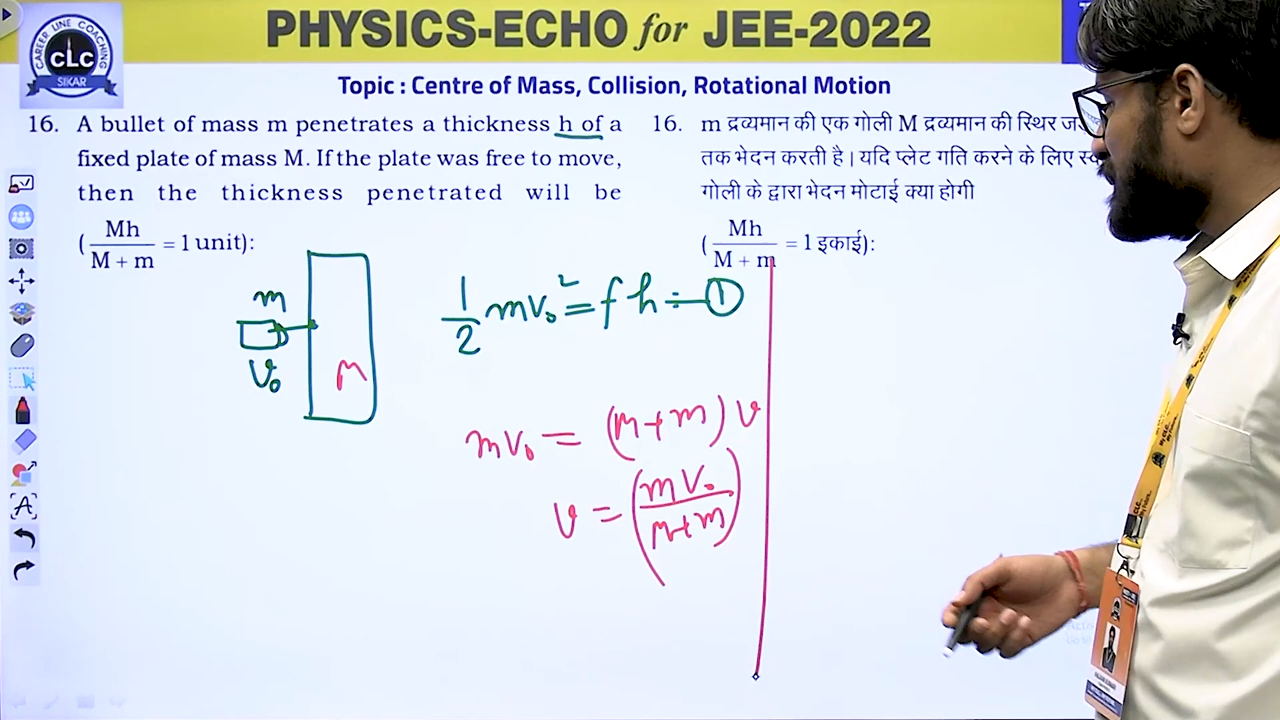 PHYSICS-ECHO for JEE-2022
CAREER LINE COACHING
CLC
SIKAR
Topic : Centre of Mass, Collision, Rotational Motion
16. A bullet of mass m penetrates a thickness h of a
fixed plate of mass M. If the plate was free to move,
then the thickness penetrated will be
(Mh/M + m = 1 unit):
16. m द्रव्यमान की एक गोली M द्रव्यमान की स्थिर
तक भेदन करती है। यदि प्लेट गति करने के लिए
गोली के द्वारा भेदन मोटाई क्या होगी
(Mh/M + m = 1 इकाई):
m
v₀
M
1/2 mv₀² = f h ①
mv₀ = (M+m) v
v = (m v₀/M+m)